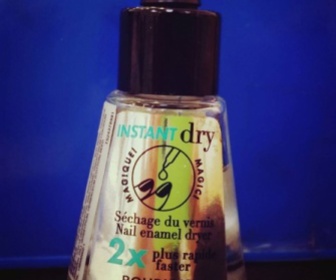 INSTANT dry
MAGIQUE! MAGIC!
Séchage du vernis
Nail enamel dryer
2x plus rapide
faster